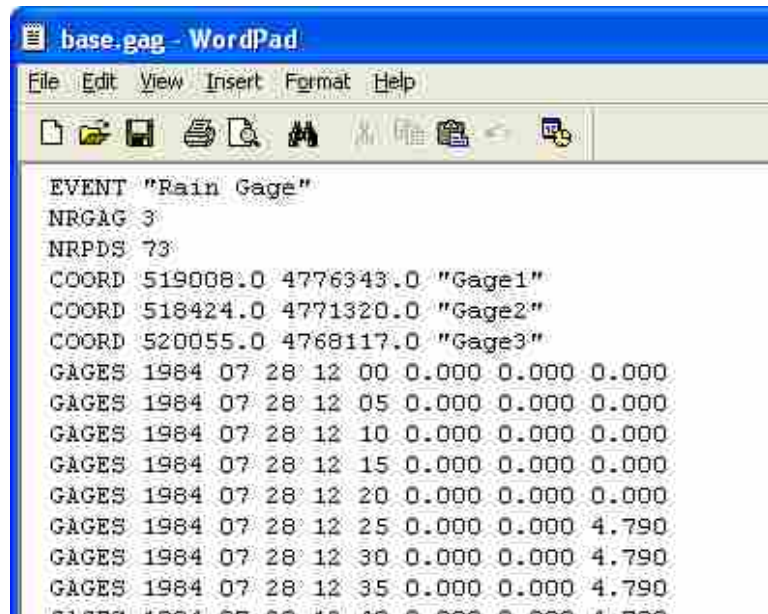 base.gag - WordPad
File Edit View Insert Format Help
EVENT "Rain Gage"
NRGAG 3
NRPDS 73
COORD 519008.0 4776343.0 "Gage1"
COORD 518424.0 4771320.0 "Gage2"
COORD 520055.0 4768117.0 "Gage3"
GAGES 1984 07 28 12 00 0.000 0.000 0.000
GAGES 1984 07 28 12 05 0.000 0.000 0.000
GAGES 1984 07 28 12 10 0.000 0.000 0.000
GAGES 1984 07 28 12 15 0.000 0.000 0.000
GAGES 1984 07 28 12 20 0.000 0.000 0.000
GAGES 1984 07 28 12 25 0.000 0.000 4.790
GAGES 1984 07 28 12 30 0.000 0.000 4.790
GAGES 1984 07 28 12 35 0.000 0.000 4.790